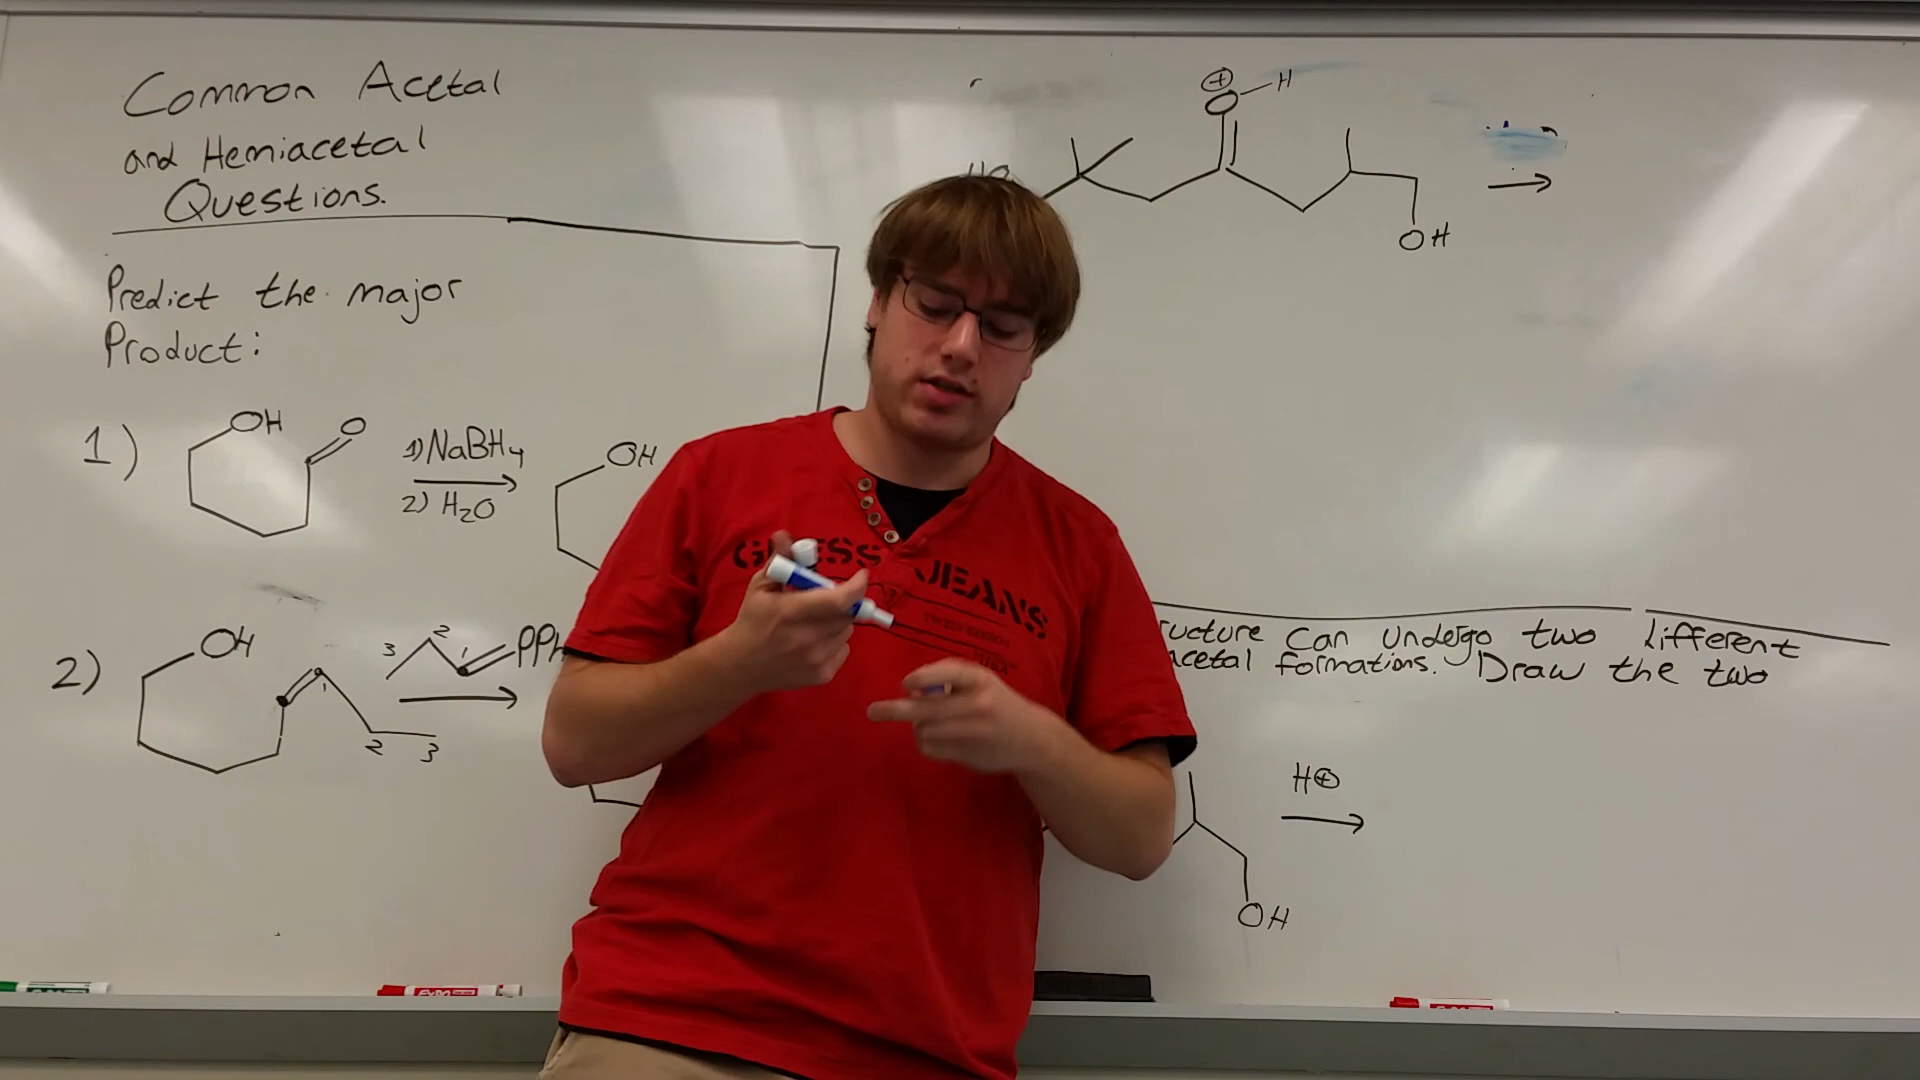 Common Acetal
and Hemiacetal
Questions.
Predict the major
Product:
1)
OH
O
1) NaBH4
2) H2O
OH
2)
OH
1
2
3
3
2
1
PPh
⊕
O-H
OH
ucture can undergo two different
acetal formations. Draw the two
H⊕
OH
GUESS JEANS
EXPO